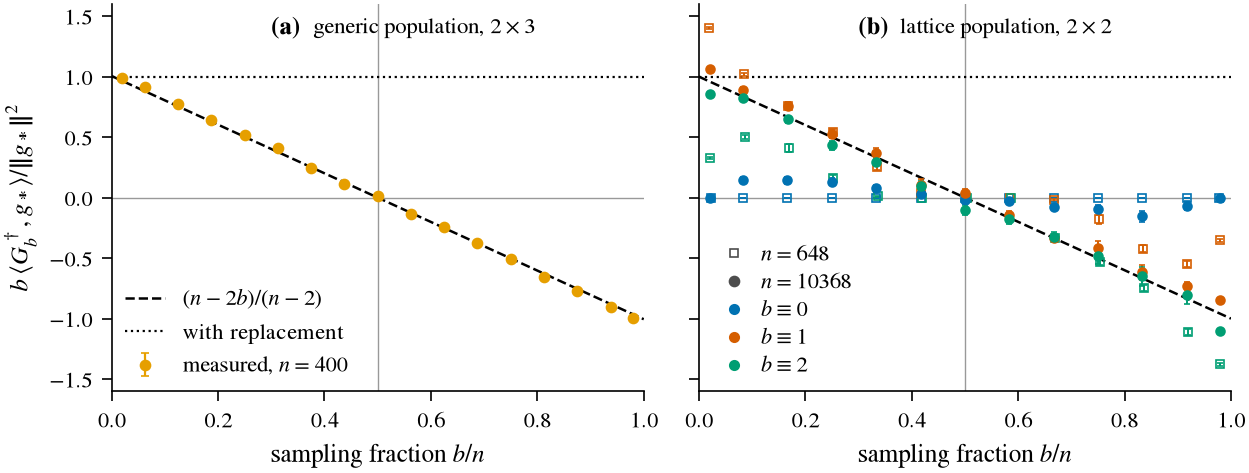 (a) generic population, 2 × 3
1.5
1.0
0.5
0.0
−0.5
−1.0
−1.5
b ⟨G_b^†, g∗⟩/‖g∗‖²
(n − 2b)/(n − 2)
with replacement
measured, n = 400
0.0 0.2 0.4 0.6 0.8 1.0
sampling fraction b/n
(b) lattice population, 2 × 2
n = 648
n = 10368
b ≡ 0
b ≡ 1
b ≡ 2
0.0 0.2 0.4 0.6 0.8 1.0
sampling fraction b/n